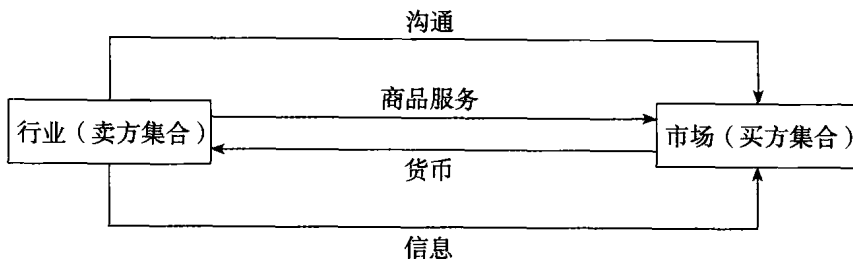 沟通
商品服务
行业（卖方集合）
市场（买方集合）
货币
信息